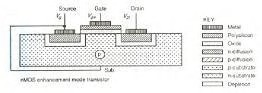 Source Gate Drain
Sub
nMOS enhancement mode transistor
KEY
Metal
Polysilicon
Oxide
n-diffusion
p-diffusion
p-substrate
n-substrate
Depletion